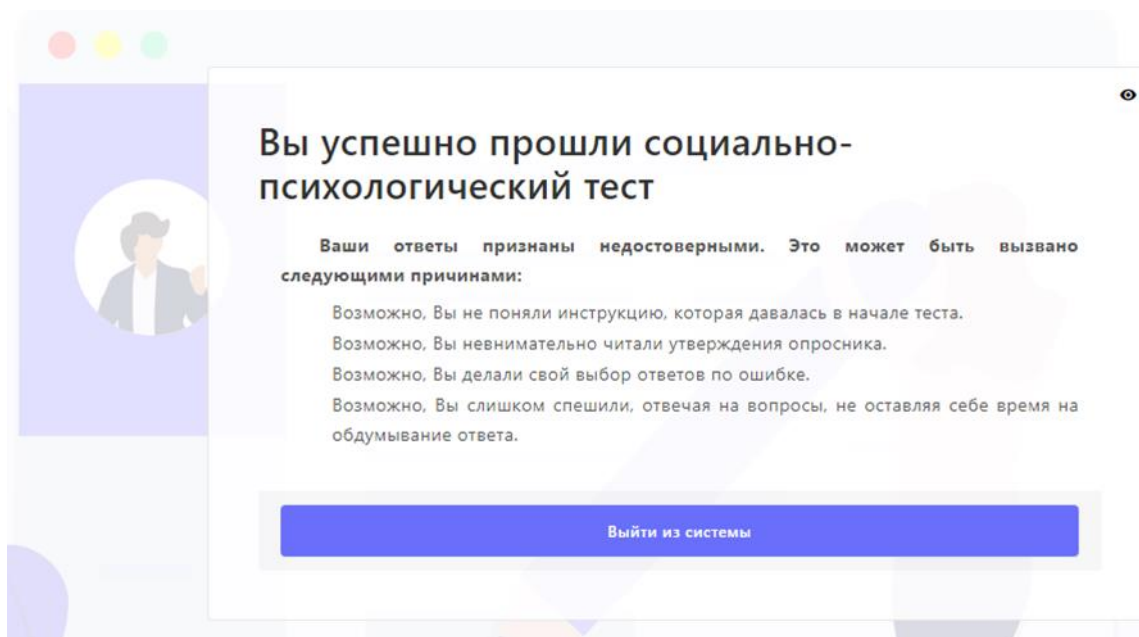 Вы успешно прошли социально-
психологический тест
Ваши ответы признаны недостоверными. Это может быть вызвано
следующими причинами:
Возможно, Вы не поняли инструкцию, которая давалась в начале теста.
Возможно, Вы невнимательно читали утверждения опросника.
Возможно, Вы делали свой выбор ответов по ошибке.
Возможно, Вы слишком спешили, отвечая на вопросы, не оставляя себе время на
обдумывание ответа.
Выйти из системы